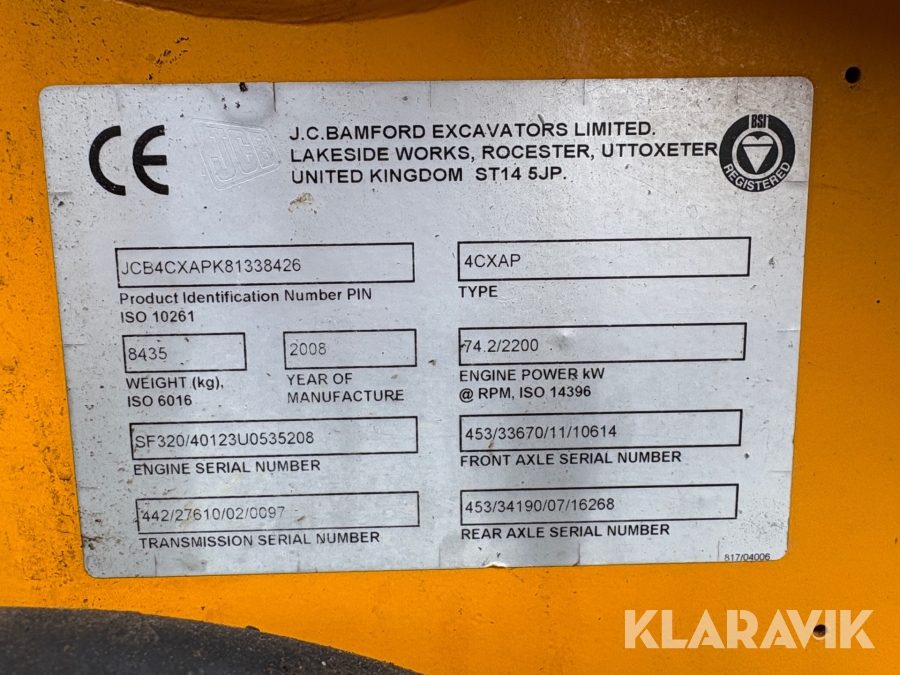 CE
JCB
J.C.BAMFORD EXCAVATORS LIMITED.
LAKESIDE WORKS, ROCESTER, UTTOXETER
UNITED KINGDOM ST14 5JP.
BSI
REGISTERED
JCB4CXAPK81338426
Product Identification Number PIN
ISO 10261
4CXAP
TYPE
8435
WEIGHT (kg),
ISO 6016
2008
YEAR OF
MANUFACTURE
74.2/2200
ENGINE POWER kW
@ RPM, ISO 14396
SF320/40123U0535208
ENGINE SERIAL NUMBER
453/33670/11/10614
FRONT AXLE SERIAL NUMBER
442/27610/02/0097
TRANSMISSION SERIAL NUMBER
453/34190/07/16268
REAR AXLE SERIAL NUMBER
817/04006
KLARAVIK